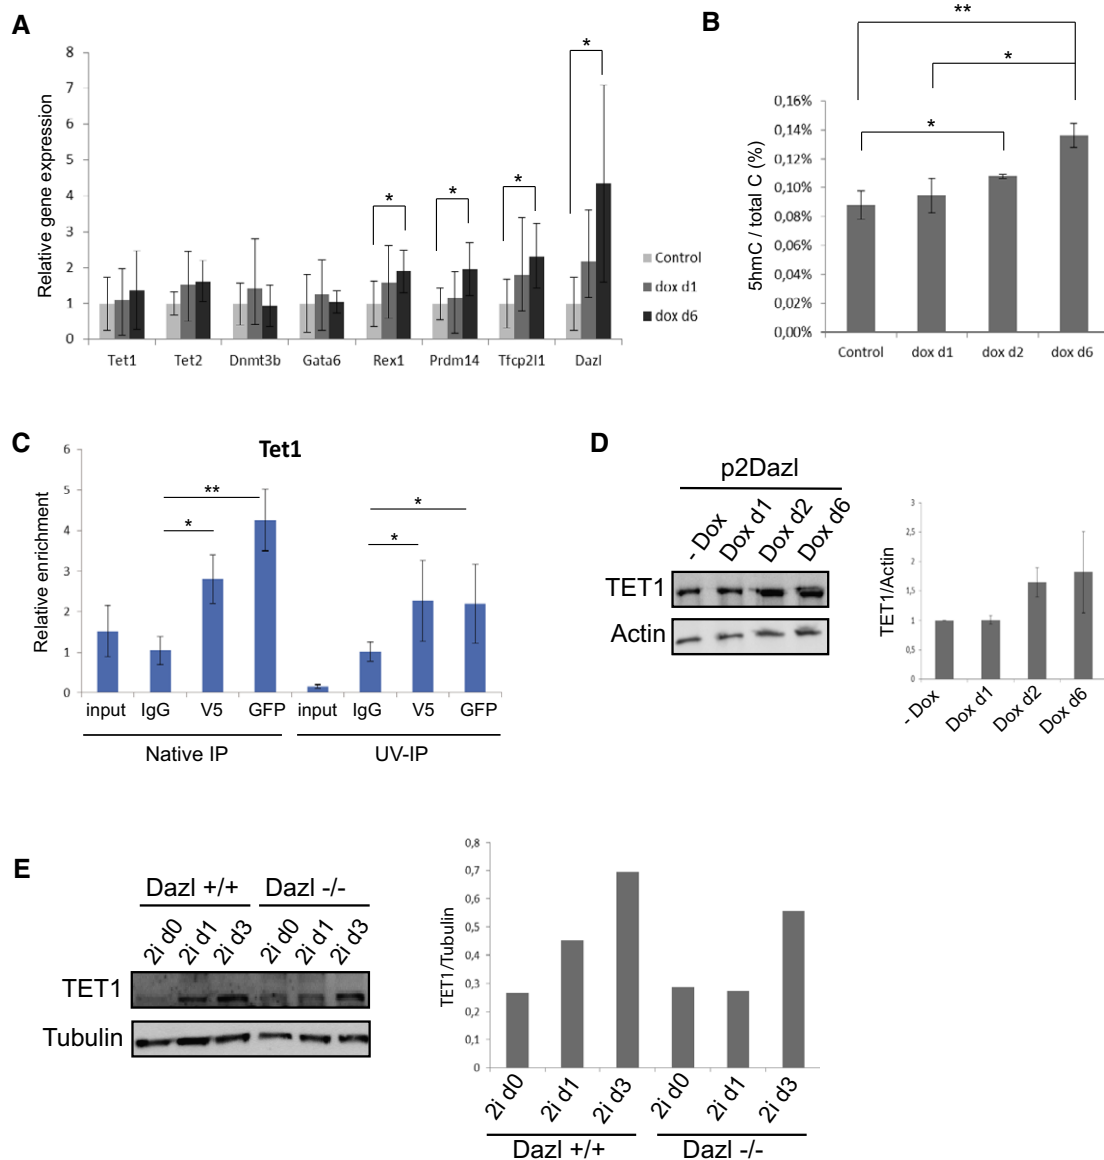 A
Relative gene expression
8
7
6
5
4
3
2
1
0
*
*
*
*
Control
dox d1
dox d6
Tet1 Tet2 Dnmt3b Gata6 Rex1 Prdm14 Tfcp2l1 Dazl
B
5hmC / total C (%)
**
*
*
0,16%
0,14%
0,12%
0,10%
0,08%
0,06%
0,04%
0,02%
0,00%
Control dox d1 dox d2 dox d6
C
Tet1
Relative enrichment
6
5
4
3
2
1
0
**
*
*
*
input IgG V5 GFP input IgG V5 GFP
Native IP UV-IP
D
p2Dazl
- Dox Dox d1 Dox d2 Dox d6
TET1
Actin
TET1/Actin
3
2,5
2
1,5
1
0,5
0
- Dox Dox d1 Dox d2 Dox d6
E
Dazl +/+ Dazl -/-
2i d0 2i d1 2i d3 2i d0 2i d1 2i d3
TET1
Tubulin
TET1/Tubulin
0,8
0,7
0,6
0,5
0,4
0,3
0,2
0,1
0
2i d0 2i d1 2i d3 2i d0 2i d1 2i d3
Dazl +/+ Dazl -/-